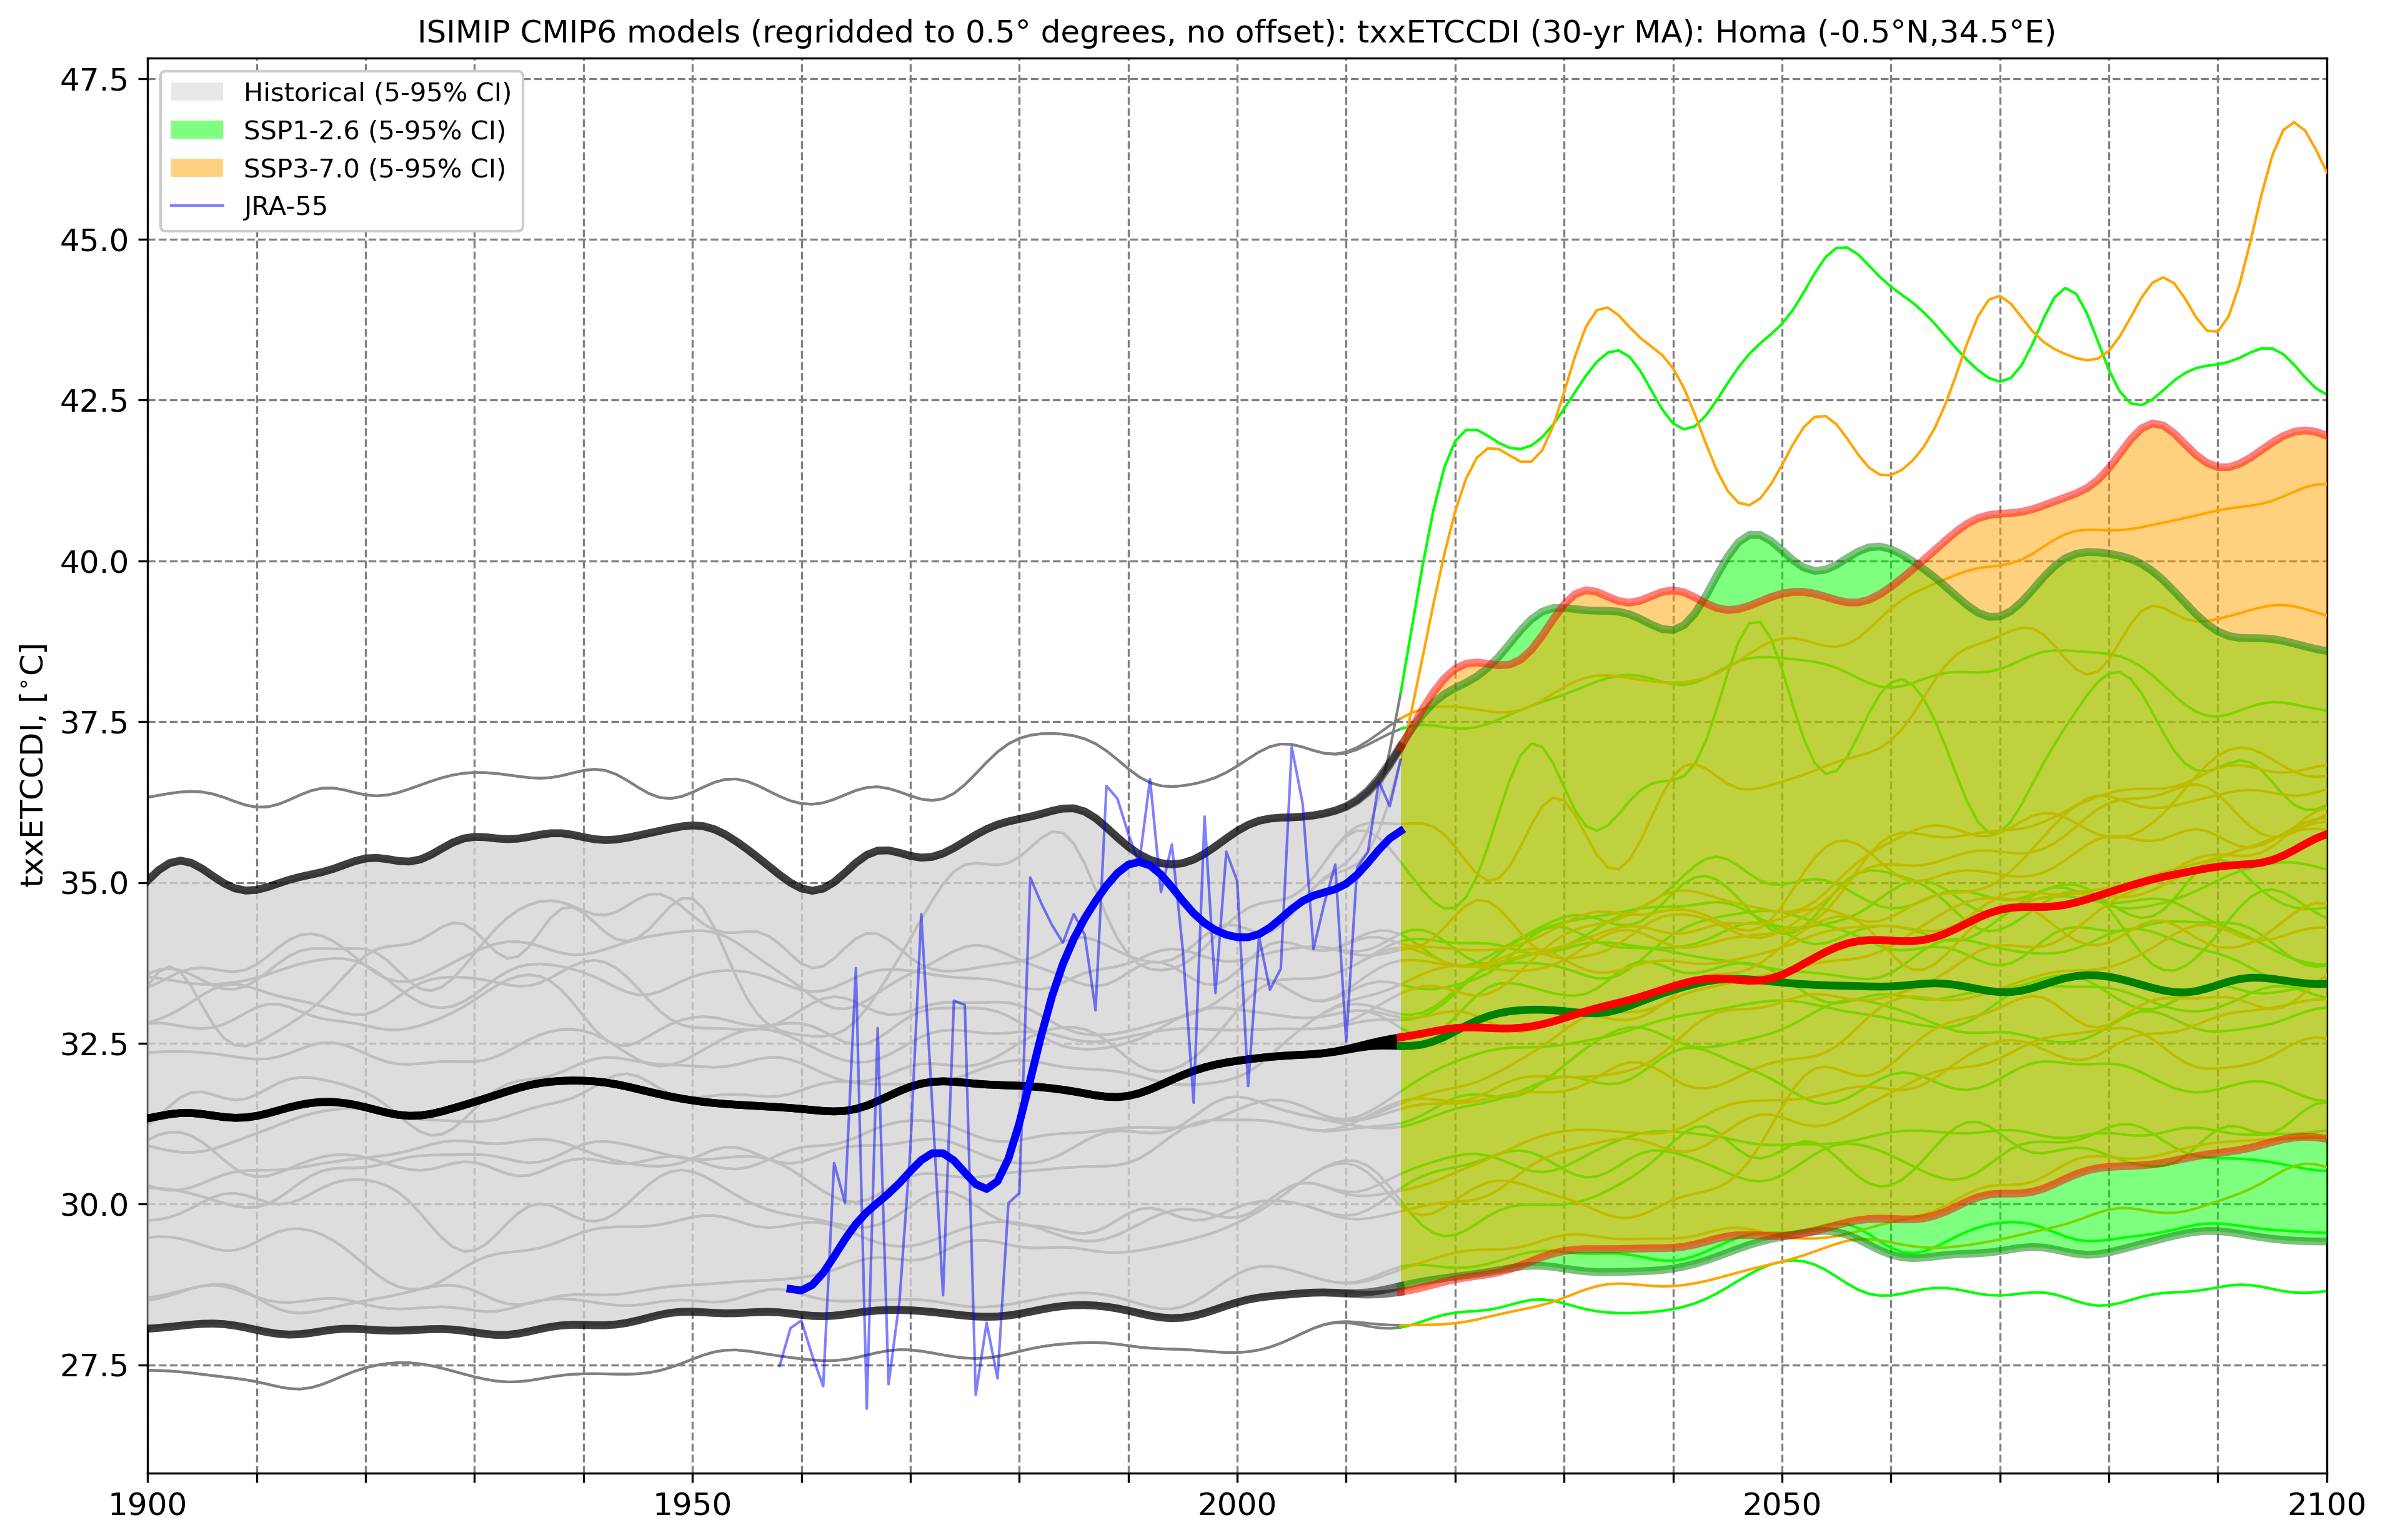 ISIMIP CMIP6 models (regridded to 0.5° degrees, no offset): txxETCCDI (30-yr MA): Homa (-0.5°N,34.5°E)
Historical (5-95% CI)
SSP1-2.6 (5-95% CI)
SSP3-7.0 (5-95% CI)
JRA-55
txxETCCDI, [°C]
47.5
45.0
42.5
40.0
37.5
35.0
32.5
30.0
27.5
1900
1950
2000
2050
2100